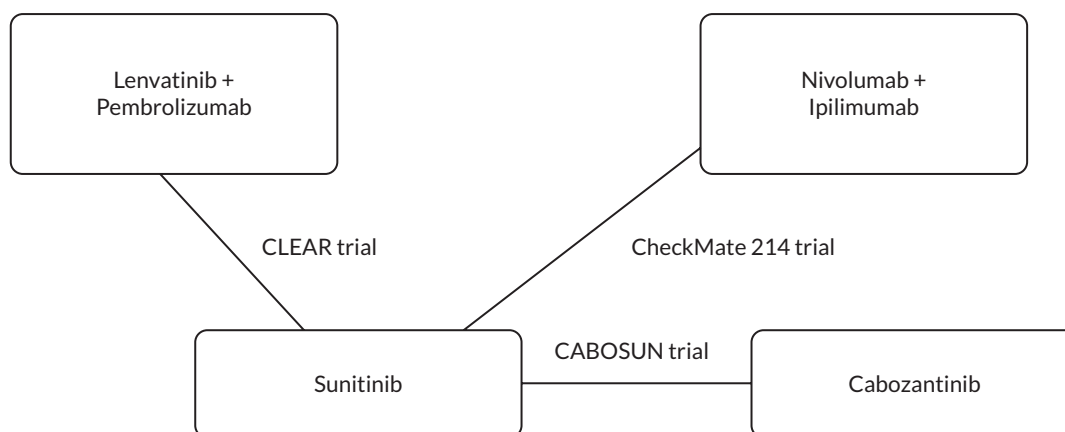 Lenvatinib +
Pembrolizumab
Nivolumab +
Ipilimumab
CLEAR trial
CheckMate 214 trial
CABOSUN trial
Sunitinib
Cabozantinib